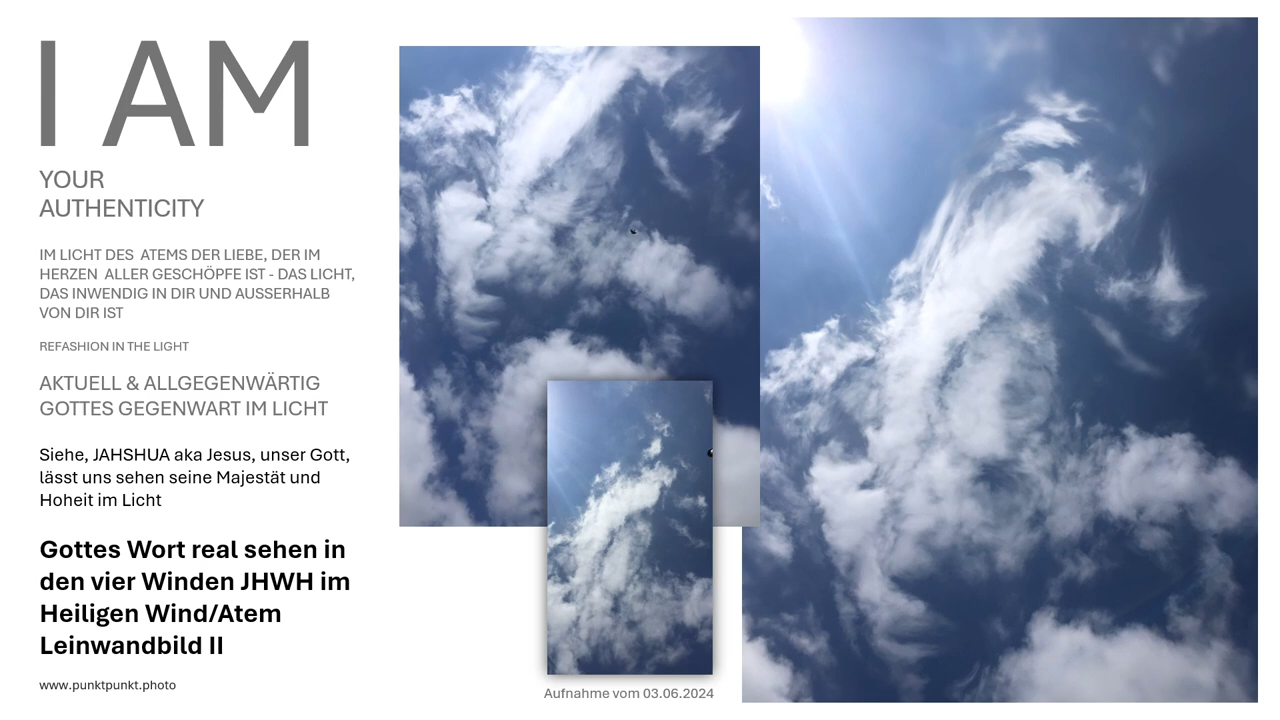 I AM
YOUR
AUTHENTICITY
IM LICHT DES ATEMS DER LIEBE, DER IM
HERZEN ALLER GESCHÖPFE IST - DAS LICHT,
DAS INWENDIG IN DIR UND AUSSERHALB
VON DIR IST
REFASHION IN THE LIGHT
AKTUELL & ALLGEGENWÄRTIG
GOTTES GEGENWART IM LICHT
Siehe, JAHSHUA aka Jesus, unser Gott,
lässt uns sehen seine Majestät und
Hoheit im Licht
Gottes Wort real sehen in
den vier Winden JHWH im
Heiligen Wind/Atem
Leinwandbild II
www.punktpunkt.photo
Aufnahme vom 03.06.2024